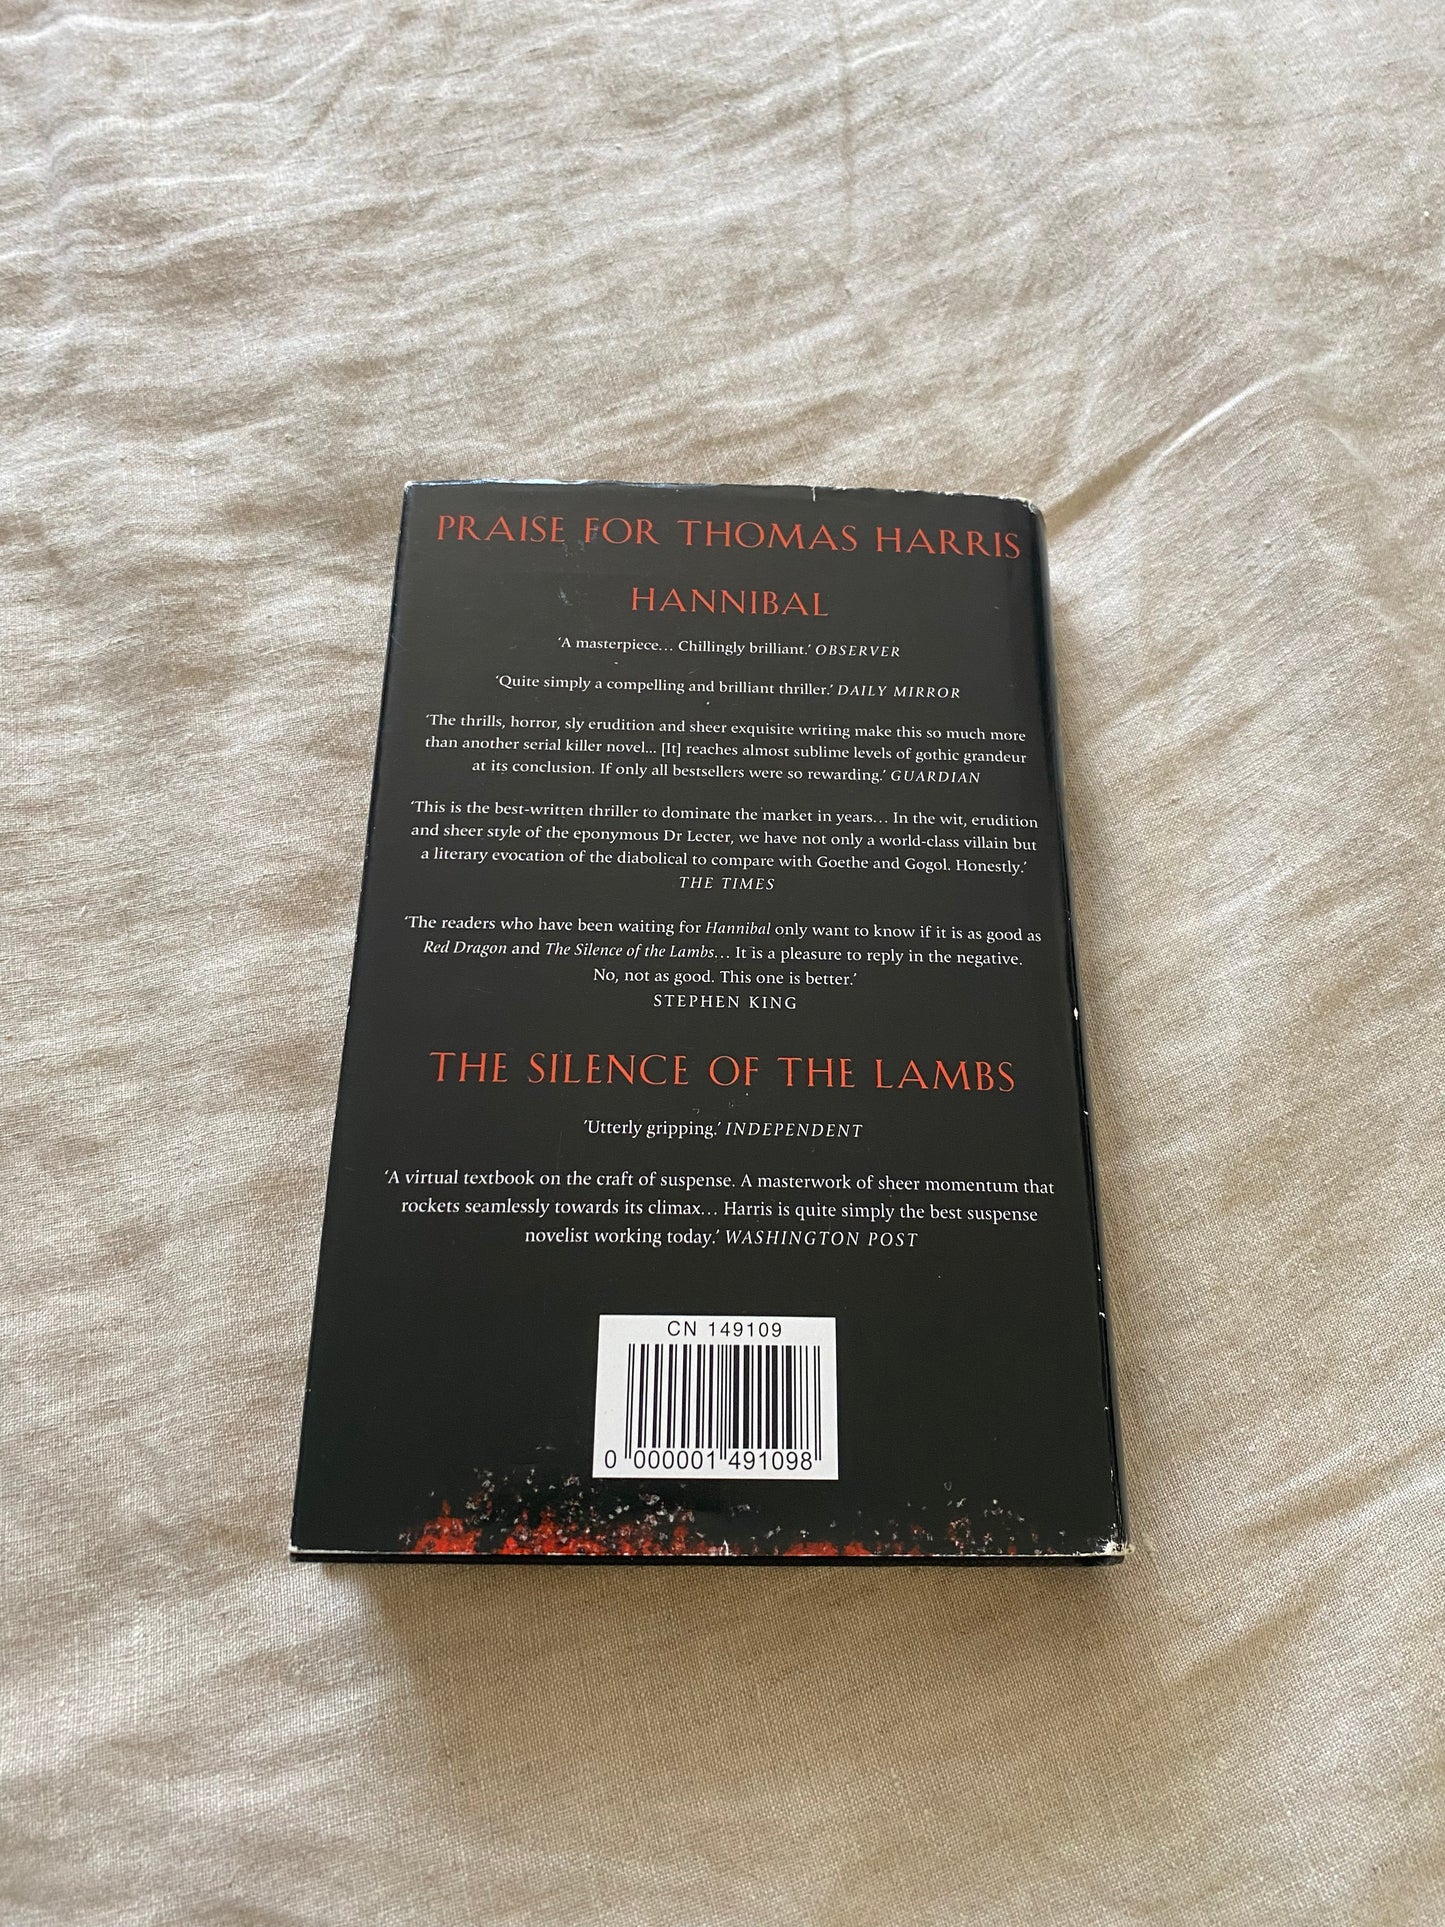 PRAISE FOR THOMAS HARRIS
HANNIBAL
‘A masterpiece… Chillingly brilliant.’ OBSERVER
‘Quite simply a compelling and brilliant thriller.’ DAILY MIRROR
‘The thrills, horror, sly erudition and sheer exquisite writing make this so much more
than another serial killer novel... [It] reaches almost sublime levels of gothic grandeur
at its conclusion. If only all bestsellers were so rewarding.’ GUARDIAN
‘This is the best-written thriller to dominate the market in years… In the wit, erudition
and sheer style of the eponymous Dr Lecter, we have not only a world-class villain but
a literary evocation of the diabolical to compare with Goethe and Gogol. Honestly.’
THE TIMES
‘The readers who have been waiting for Hannibal only want to know if it is as good as
Red Dragon and The Silence of the Lambs… It is a pleasure to reply in the negative.
No, not as good. This one is better.’
STEPHEN KING
THE SILENCE OF THE LAMBS
‘Utterly gripping.’ INDEPENDENT
‘A virtual textbook on the craft of suspense. A masterwork of sheer momentum that
rockets seamlessly towards its climax… Harris is quite simply the best suspense
novelist working today.’ WASHINGTON POST
CN 149109
0 000001 491098